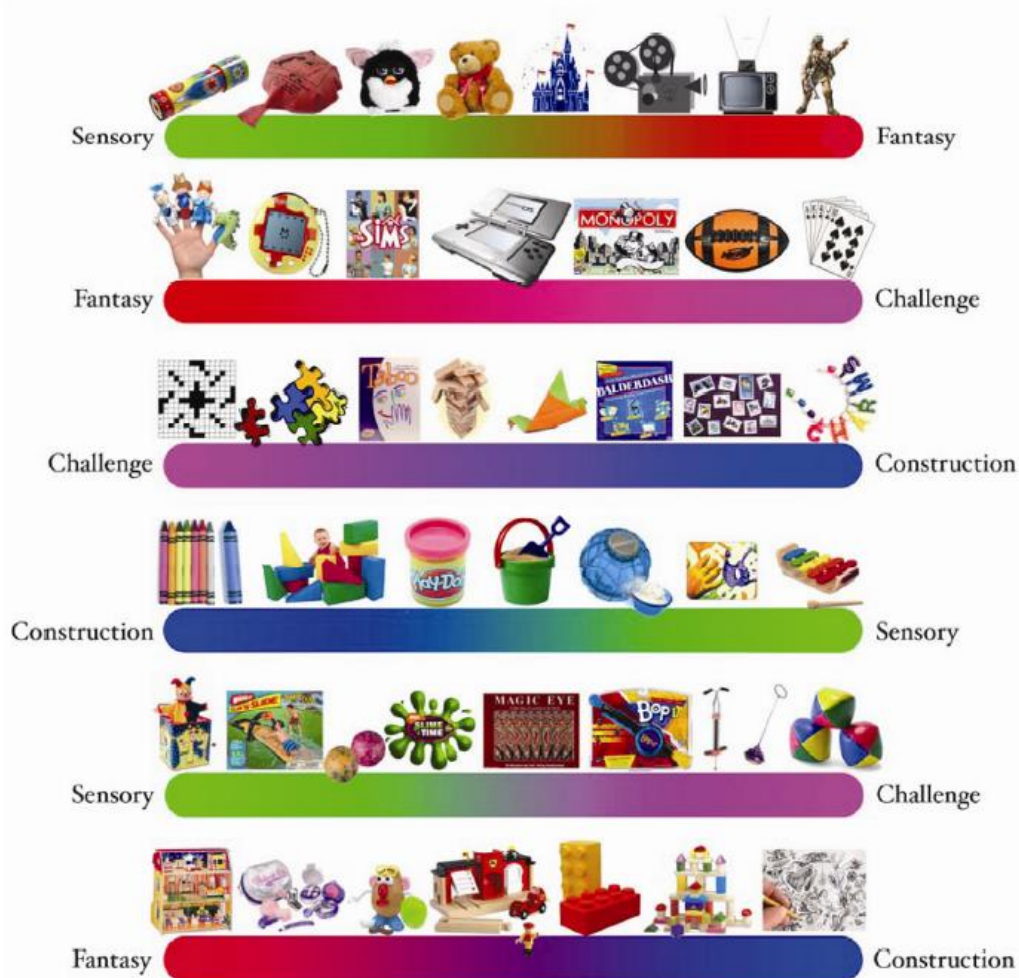 Sensory
Fantasy
SIMS
MONOPOLY
Fantasy
Challenge
Taboo
BALDERDASH
Challenge
Construction
Play-Doh
Construction
Sensory
SLIDE
SLIME
TIME
MAGIC EYE
BOP IT
Sensory
Challenge
Fantasy
Construction